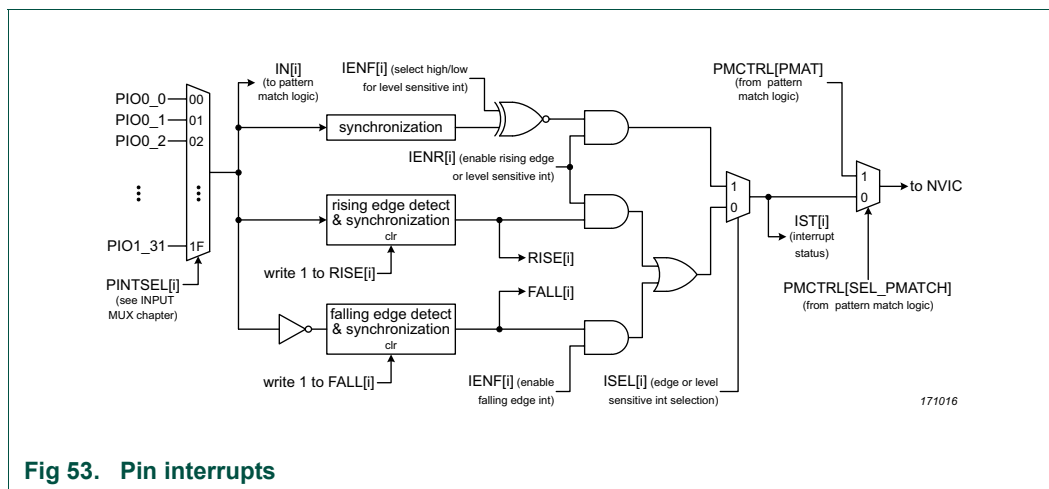 IN[i]
(to pattern
match logic)
IENF[i] (select high/low
for level sensitive int)
PMCTRL[PMAT]
(from pattern
match logic)
PIO0_0
00
PIO0_1
01
PIO0_2
02
synchronization
IENR[i] (enable rising edge
or level sensitive int)
1
0
1
0
to NVIC
rising edge detect
& synchronization
clr
IST[i]
(interrupt
status)
PIO1_31
1F
write 1 to RISE[i]
RISE[i]
PINTSEL[i]
(see INPUT
MUX chapter)
FALL[i]
PMCTRL[SEL_PMATCH]
(from pattern match logic)
falling edge detect
& synchronization
clr
write 1 to FALL[i]
IENF[i] (enable
falling edge int)
ISEL[i] (edge or level
sensitive int selection)
171016
Fig 53. Pin interrupts